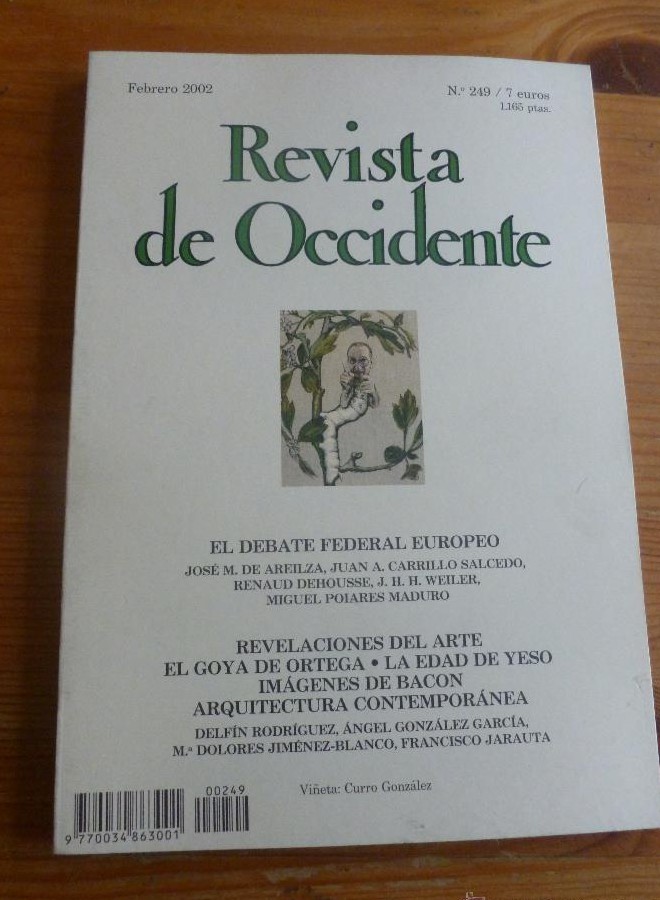 Febrero 2002
N.º 249 / 7 euros
1.165 ptas.
Revista
de Occidente
EL DEBATE FEDERAL EUROPEO
JOSÉ M. DE AREILZA, JUAN A. CARRILLO SALCEDO,
RENAUD DEHOUSSE, J. H. H. WEILER,
MIGUEL POIARES MADURO
REVELACIONES DEL ARTE
EL GOYA DE ORTEGA • LA EDAD DE YESO
IMÁGENES DE BACON
ARQUITECTURA CONTEMPORÁNEA
DELFÍN RODRÍGUEZ, ÁNGEL GONZÁLEZ GARCÍA,
M.ª DOLORES JIMÉNEZ-BLANCO, FRANCISCO JARAUTA
Viñeta: Curro González
00249
9 770034 863001